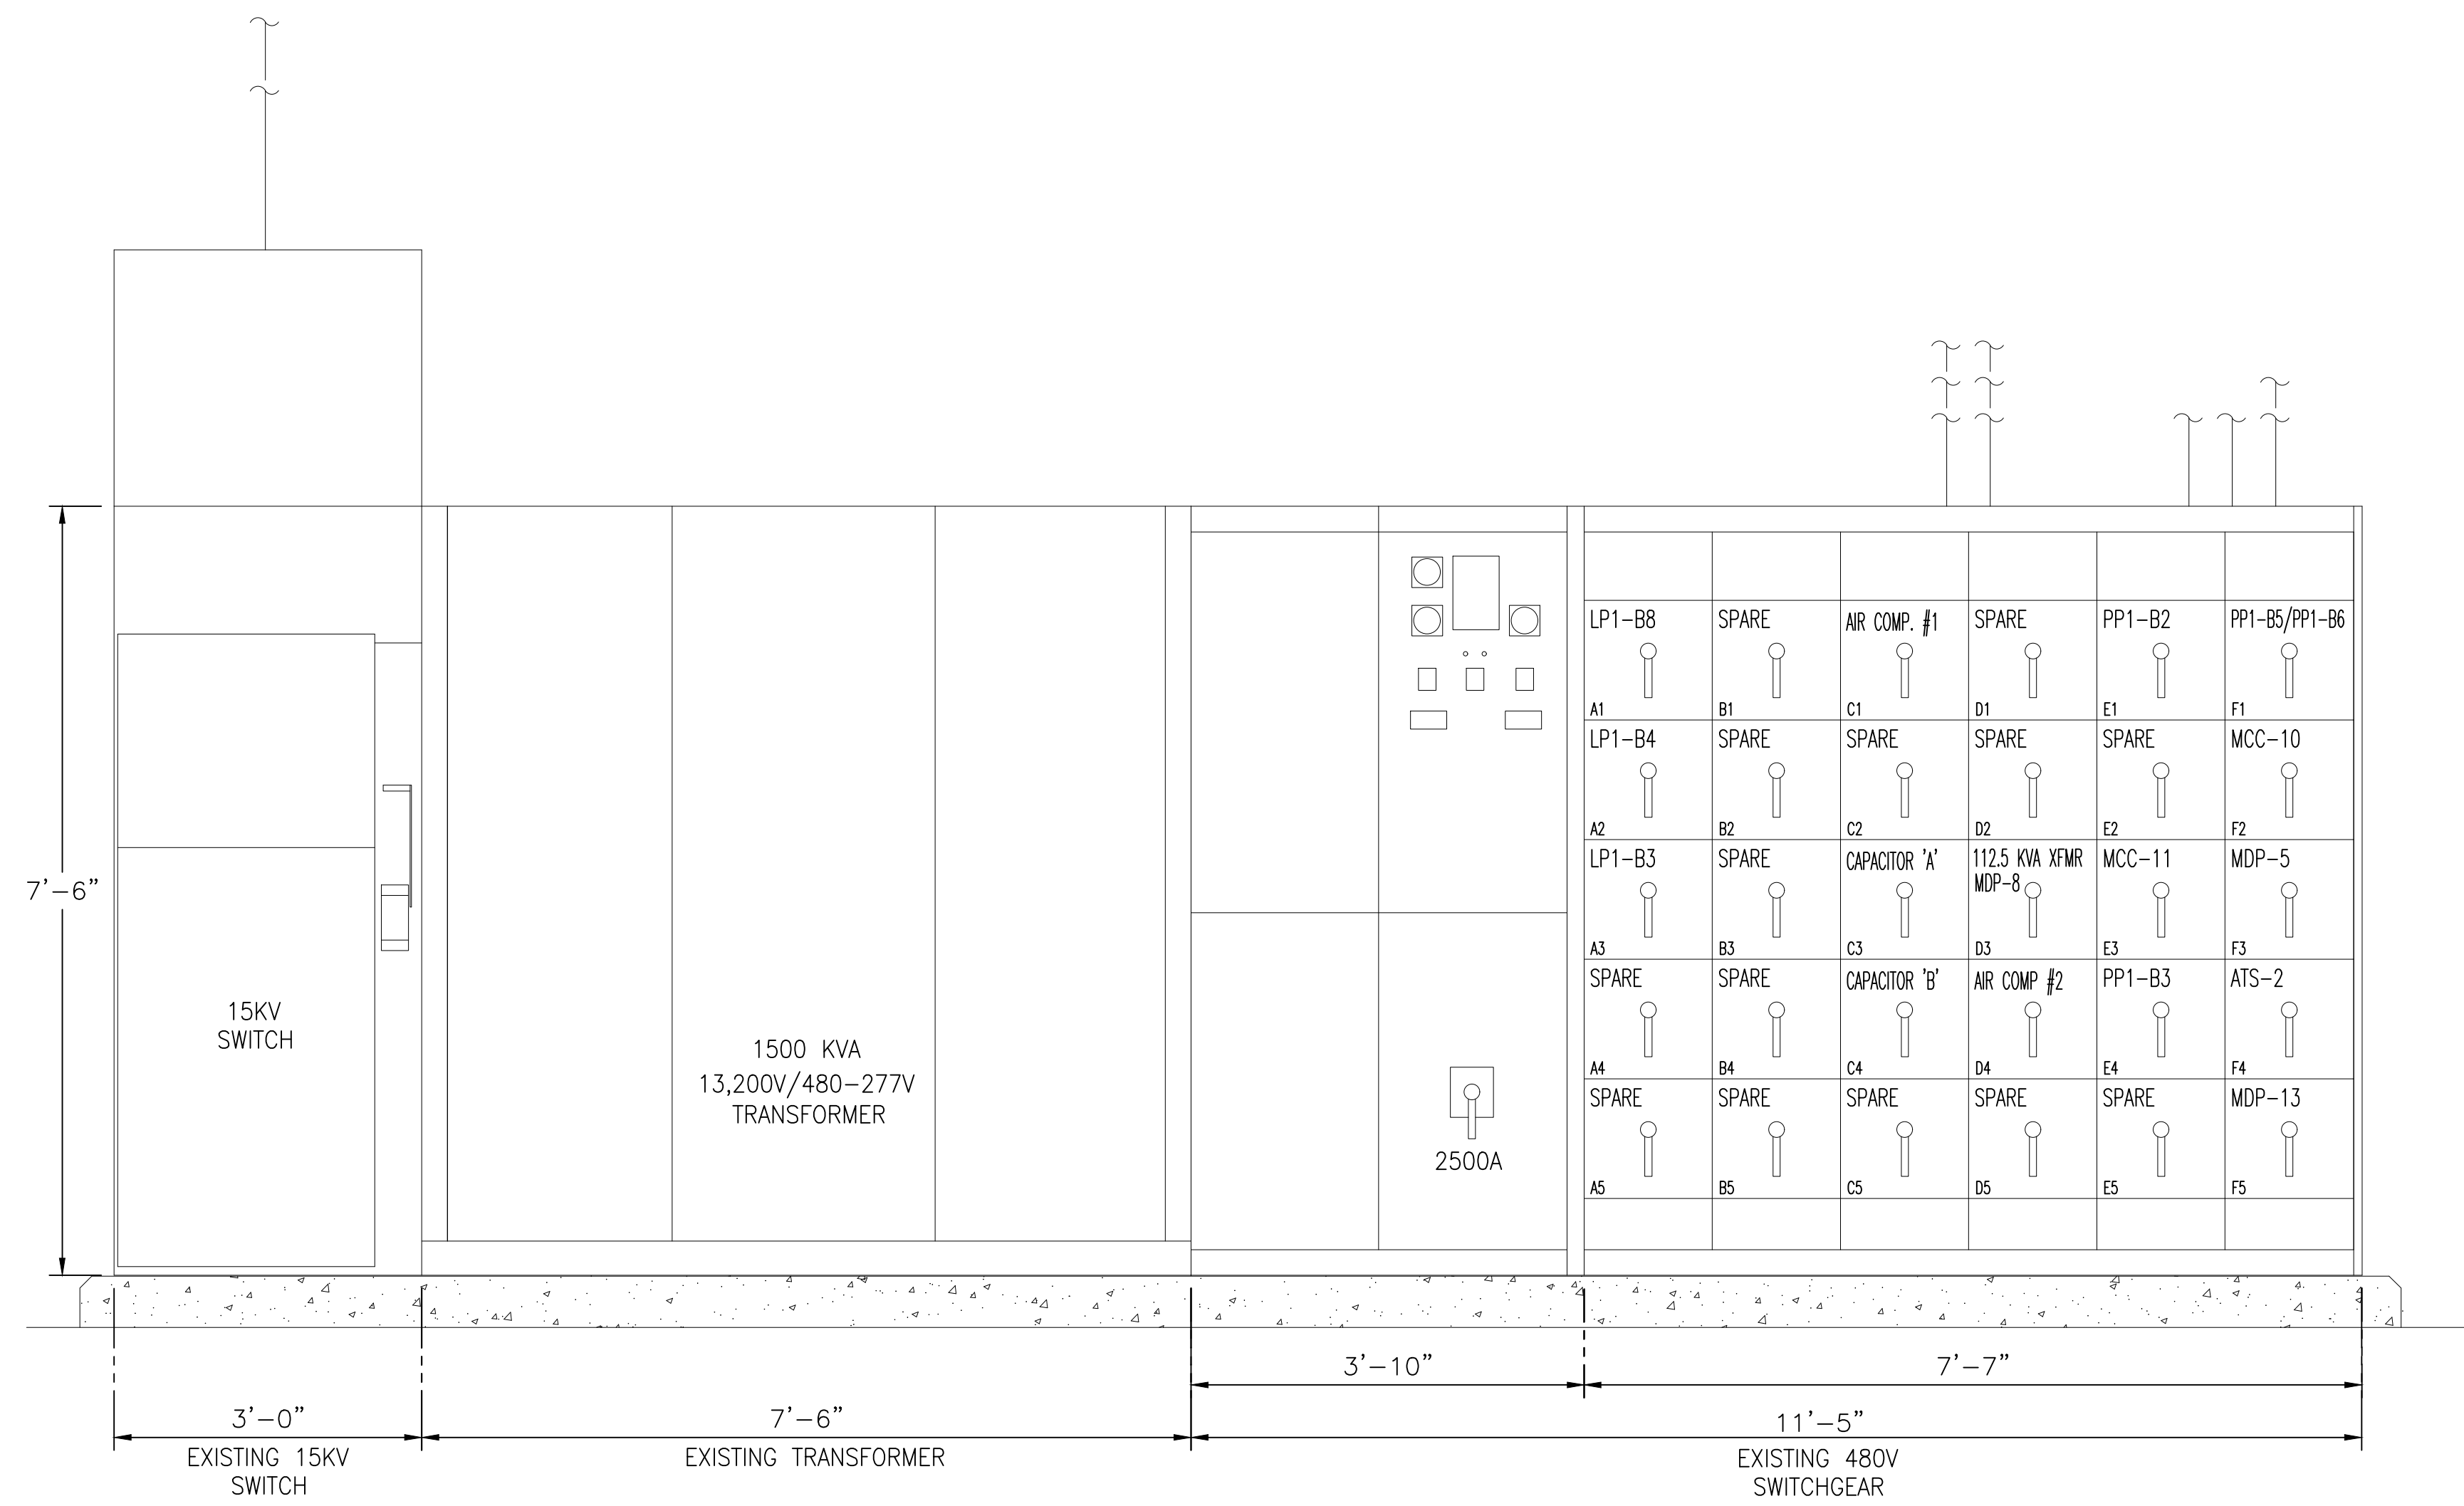 LP1-B8
SPARE
AIR COMP. #1
SPARE
PP1-B2
PP1-B5/PP1-B6
A1
B1
C1
D1
E1
F1
LP1-B4
SPARE
SPARE
SPARE
SPARE
MCC-10
A2
B2
C2
D2
E2
F2
LP1-B3
SPARE
CAPACITOR 'A'
112.5 KVA XFMR
MDP-8
MCC-11
MDP-5
A3
B3
C3
D3
E3
F3
7'-6"
SPARE
SPARE
CAPACITOR 'B'
AIR COMP #2
PP1-B3
ATS-2
A4
B4
C4
D4
E4
F4
15KV
SWITCH
1500 KVA
13,200V/480-277V
TRANSFORMER
2500A
SPARE
SPARE
SPARE
SPARE
SPARE
MDP-13
A5
B5
C5
D5
E5
F5
3'-10"
7'-7"
3'-0"
7'-6"
11'-5"
EXISTING 15KV
SWITCH
EXISTING TRANSFORMER
EXISTING 480V
SWITCHGEAR